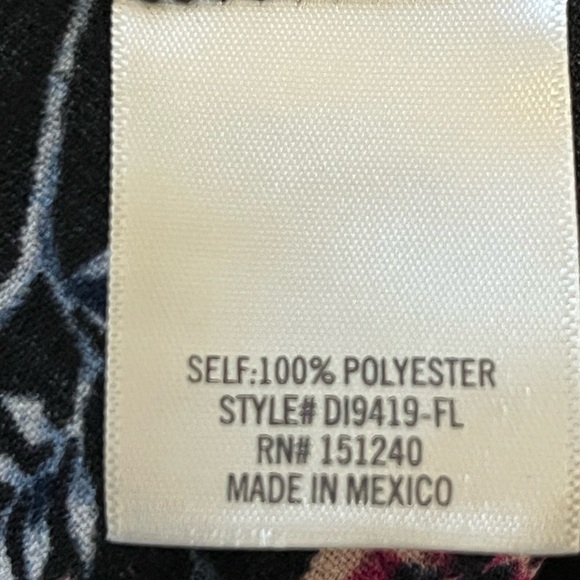 SELF:100% POLYESTER
STYLE# DI9419-FL
RN# 151240
MADE IN MEXICO